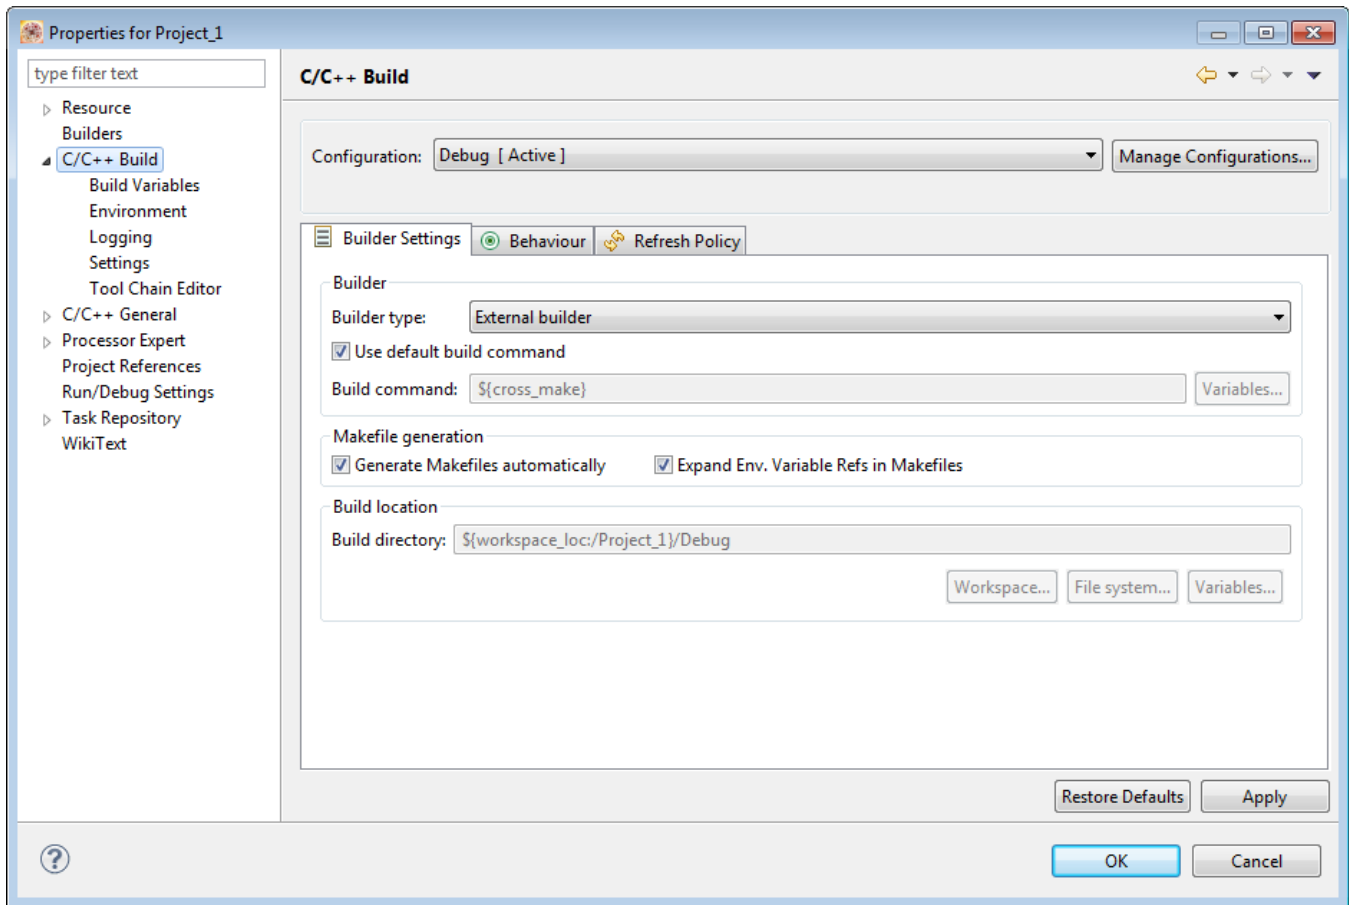 Properties for Project_1
type filter text
Resource
Builders
C/C++ Build
Build Variables
Environment
Logging
Settings
Tool Chain Editor
C/C++ General
Processor Expert
Project References
Run/Debug Settings
Task Repository
WikiText
C/C++ Build
Configuration: Debug [ Active ] Manage Configurations...
Builder Settings Behaviour Refresh Policy
Builder
Builder type: External builder
Use default build command
Build command: ${cross_make} Variables...
Makefile generation
Generate Makefiles automatically Expand Env. Variable Refs in Makefiles
Build location
Build directory: ${workspace_loc:/Project_1}/Debug
Workspace... File system... Variables...
Restore Defaults Apply
? OK Cancel